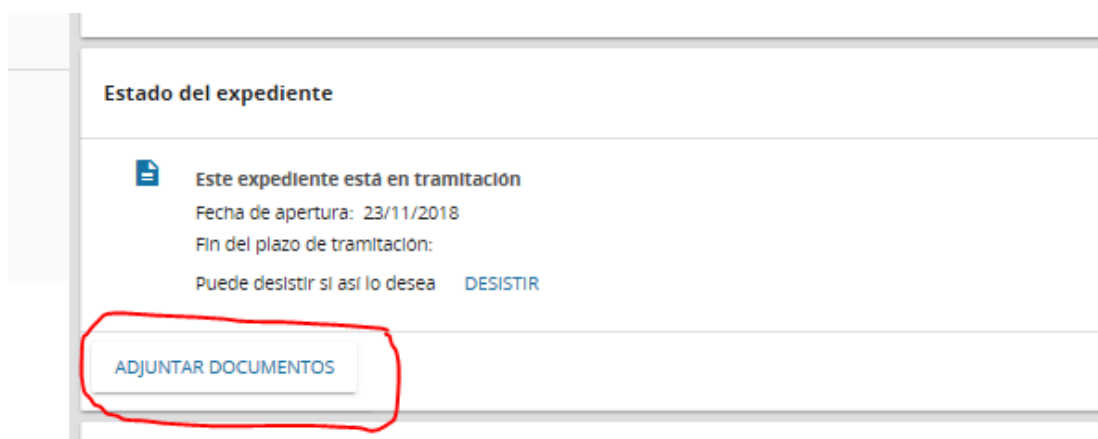 Estado del expediente
Este expediente está en tramitación
Fecha de apertura: 23/11/2018
Fin del plazo de tramitación:
Puede desistir si así lo desea DESISTIR
ADJUNTAR DOCUMENTOS